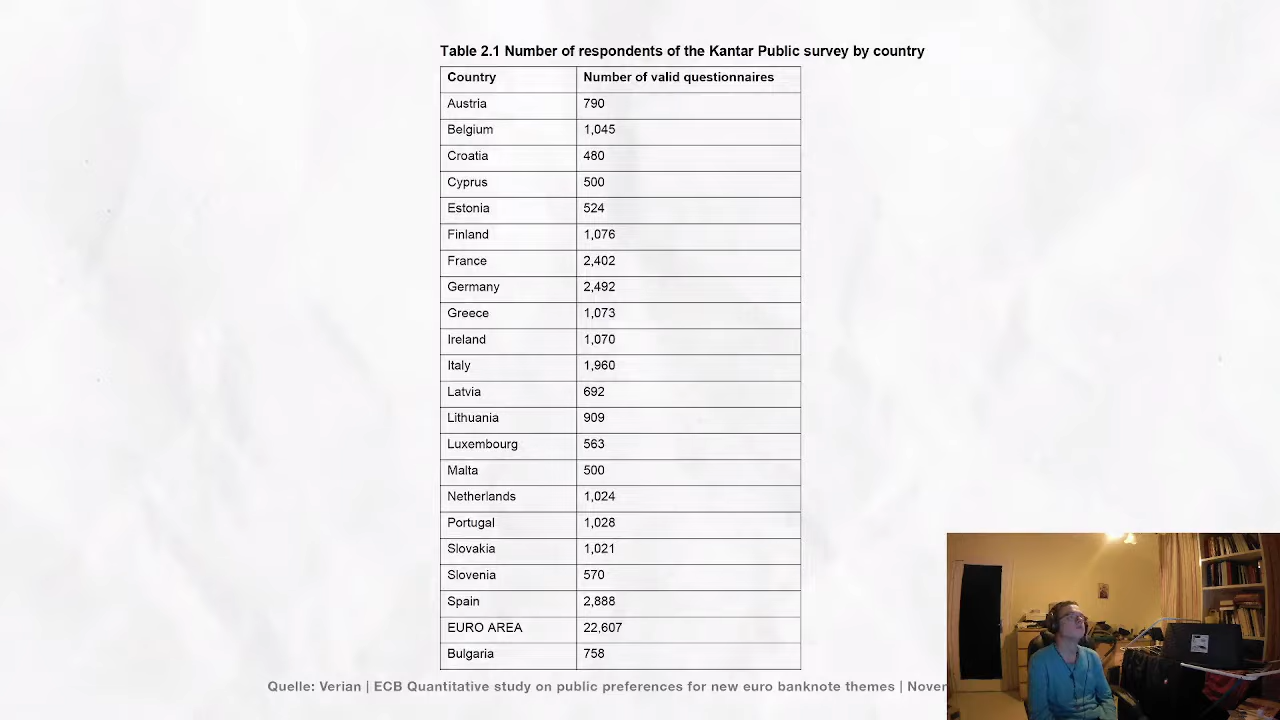 Table 2.1 Number of respondents of the Kantar Public survey by country
Country Number of valid questionnaires
Austria 790
Belgium 1,045
Croatia 480
Cyprus 500
Estonia 524
Finland 1,076
France 2,402
Germany 2,492
Greece 1,073
Ireland 1,070
Italy 1,960
Latvia 692
Lithuania 909
Luxembourg 563
Malta 500
Netherlands 1,024
Portugal 1,028
Slovakia 1,021
Slovenia 570
Spain 2,888
EURO AREA 22,607
Bulgaria 758
Quelle: Verian | ECB Quantitative study on public preferences for new euro banknote themes | Nover